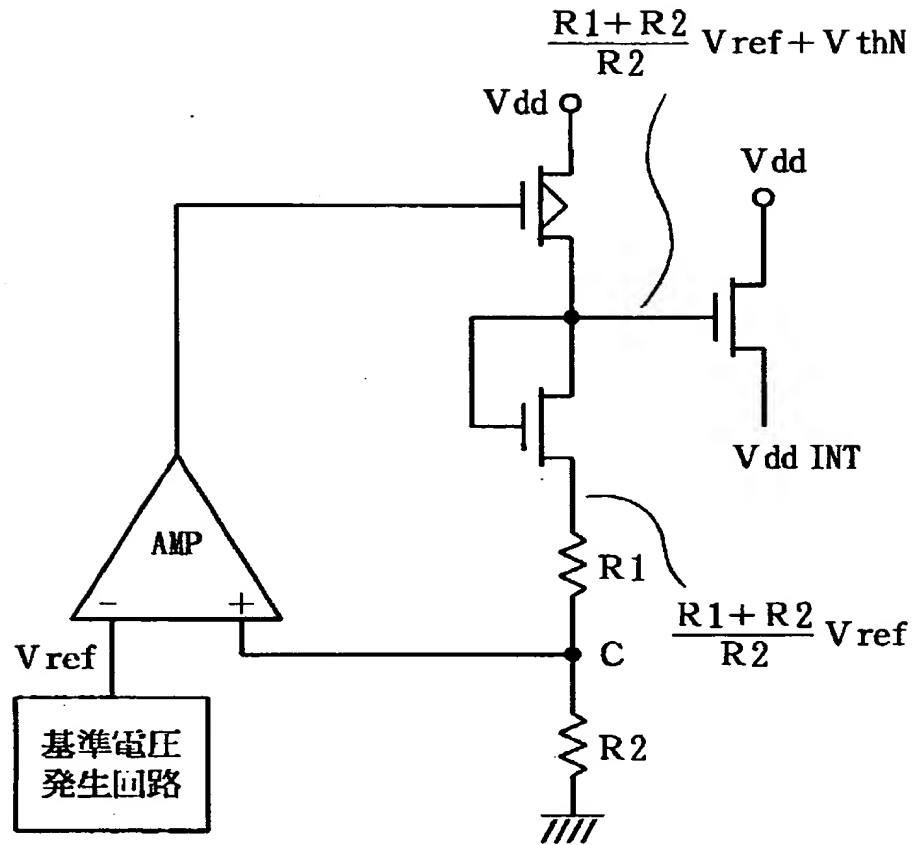 R1+R2
R2
Vref+VthN
Vdd
Vdd
Vdd INT
AMP
R1
- +
R1+R2
R2
Vref
Vref
C
R2
基準電圧
発生回路